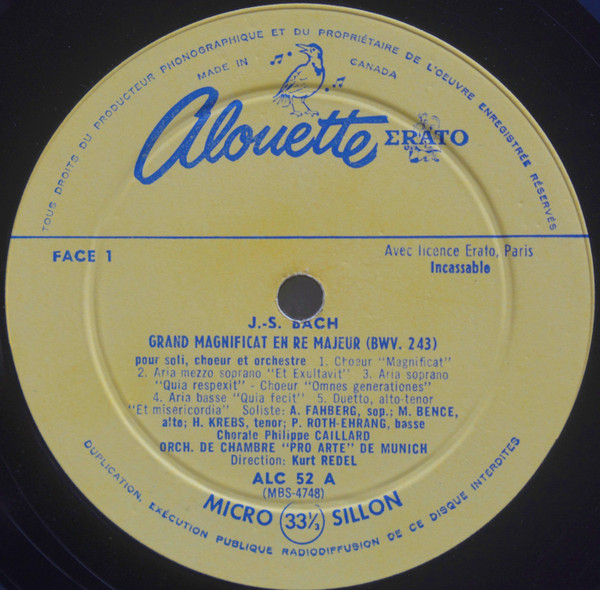 TOUS DROITS DU PRODUCTEUR PHONOGRAPHIQUE ET DU PROPRIÉTAIRE DE L'OEUVRE ENREGISTRÉE RÉSERVÉS
MADE IN CANADA
Alouette ERATO
FACE 1
Avec licence Erato, Paris
Incassable
J.-S. BACH
GRAND MAGNIFICAT EN RE MAJEUR (BWV. 243)
pour soli, choeur et orchestre 1. Choeur "Magnificat"
2. Aria mezzo soprano "Et Exultavit" 3. Aria soprano
"Quia respexit" - Choeur "Omnes generationes"
4. Aria basse "Quia fecit" 5. Duetto, alto-tenor
"Et misericordia" Soliste: A. FAHBERG, sop.; M. BENCE,
alto; H. KREBS, tenor; P. ROTH-EHRANG, basse
Chorale Philippe CAILLARD
ORCH. DE CHAMBRE "PRO ARTE" DE MUNICH
Direction: Kurt REDEL
ALC 52 A
(MBS-4748)
MICRO 33⅓ SILLON
DUPLICATION, EXÉCUTION PUBLIQUE RADIODIFFUSION DE CE DISQUE INTERDITES